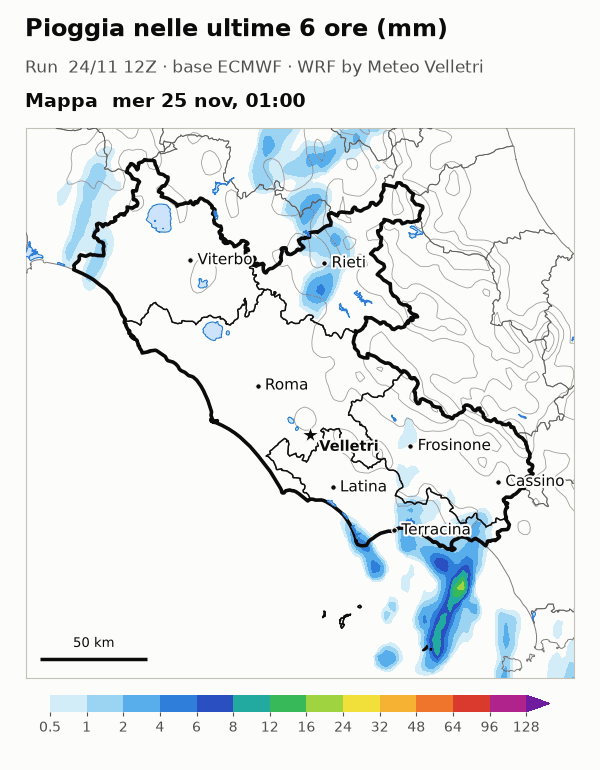 Pioggia nelle ultime 6 ore (mm)
Run  24/11 12Z · base ECMWF · WRF by Meteo Velletri
Mappa  mer 25 nov, 01:00
Viterbo
Rieti
Roma
Velletri
Frosinone
Cassino
Latina
Terracina
50 km
0.5 1 2 4 6 8 12 16 24 32 48 64 96 128